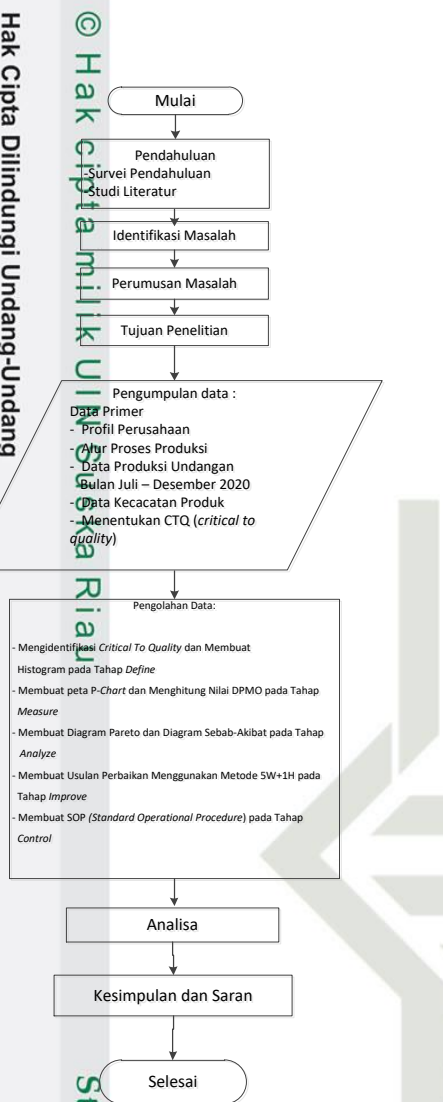 Hak Cipta Dilindungi Undang-Undang
© Hak cipta milik UIN Suska Riau
Mulai
Pendahuluan
-Survei Pendahuluan
-Studi Literatur
Identifikasi Masalah
Perumusan Masalah
Tujuan Penelitian
Pengumpulan data :
Data Primer
- Profil Perusahaan
- Alur Proses Produksi
- Data Produksi Undangan
Bulan Juli – Desember 2020
- Data Kecacatan Produk
- Menentukan CTQ (critical to
quality)
Pengolahan Data:
- Mengidentifikasi Critical To Quality dan Membuat
Histogram pada Tahap Define
- Membuat peta P-Chart dan Menghitung Nilai DPMO pada Tahap
Measure
- Membuat Diagram Pareto dan Diagram Sebab-Akibat pada Tahap
Analyze
- Membuat Usulan Perbaikan Menggunakan Metode 5W+1H pada
Tahap Improve
- Membuat SOP (Standard Operational Procedure) pada Tahap
Control
Analisa
Kesimpulan dan Saran
Selesai